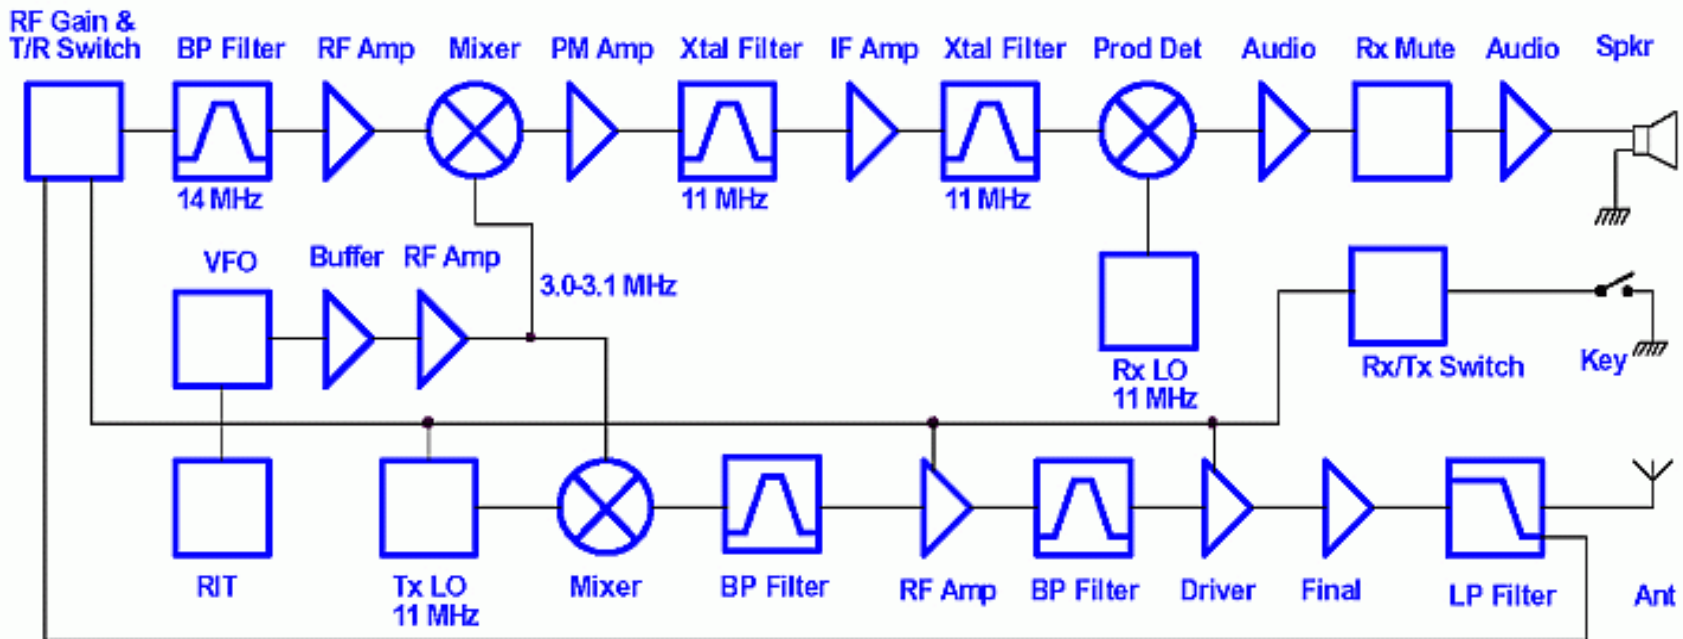 RF Gain &
T/R Switch
BP Filter
RF Amp
Mixer
PM Amp
Xtal Filter
IF Amp
Xtal Filter
Prod Det
Audio
Rx Mute
Audio
Spkr
14 MHz
11 MHz
11 MHz
VFO
Buffer
RF Amp
3.0-3.1 MHz
Rx LO
11 MHz
Rx/Tx Switch
Key
RIT
Tx LO
11 MHz
Mixer
BP Filter
RF Amp
BP Filter
Driver
Final
LP Filter
Ant